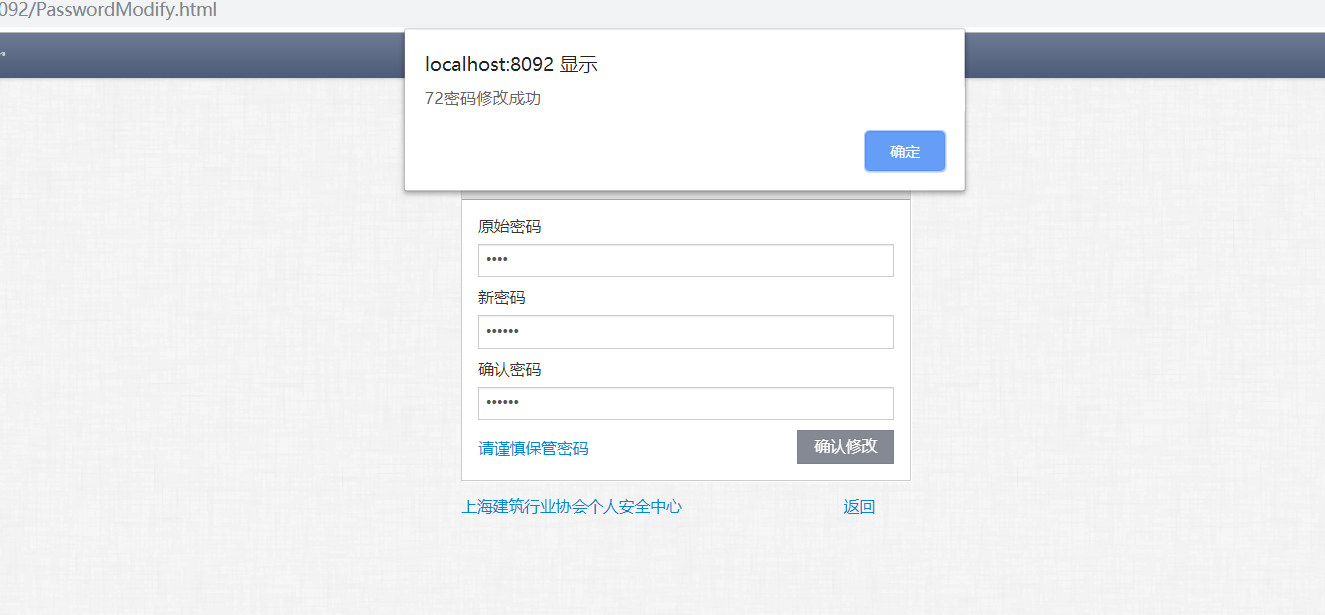 092/PasswordModify.html
localhost:8092 显示
72密码修改成功
确定
原始密码
••••
新密码
••••••
确认密码
••••••
请谨慎保管密码
确认修改
上海建筑行业协会个人安全中心
返回